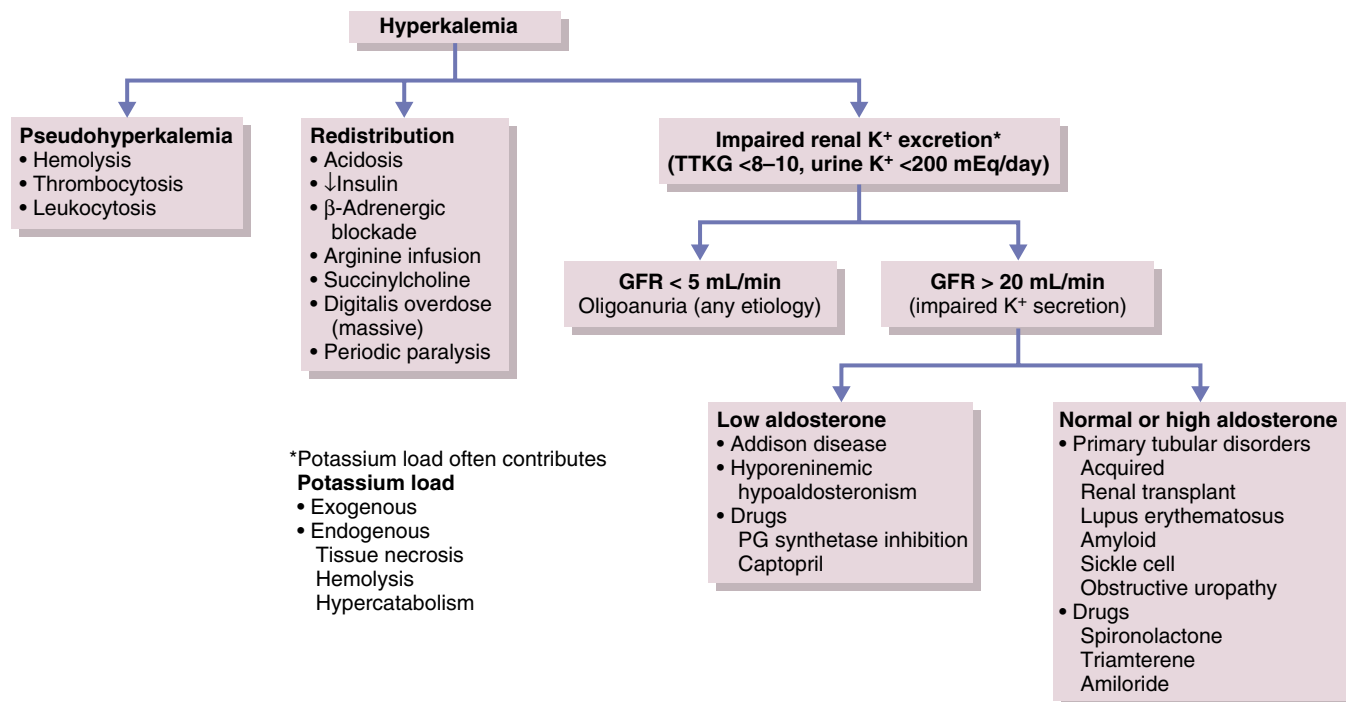 Hyperkalemia
Pseudohyperkalemia
• Hemolysis
• Thrombocytosis
• Leukocytosis
Redistribution
• Acidosis
• ↓Insulin
• β-Adrenergic
blockade
• Arginine infusion
• Succinylcholine
• Digitalis overdose
(massive)
• Periodic paralysis
Impaired renal K⁺ excretion*
(TTKG <8–10, urine K⁺ <200 mEq/day)
GFR < 5 mL/min
Oligoanuria (any etiology)
GFR > 20 mL/min
(impaired K⁺ secretion)
Low aldosterone
• Addison disease
• Hyporeninemic
hypoaldosteronism
• Drugs
PG synthetase inhibition
Captopril
Normal or high aldosterone
• Primary tubular disorders
Acquired
Renal transplant
Lupus erythematosus
Amyloid
Sickle cell
Obstructive uropathy
• Drugs
Spironolactone
Triamterene
Amiloride
*Potassium load often contributes
Potassium load
• Exogenous
• Endogenous
Tissue necrosis
Hemolysis
Hypercatabolism